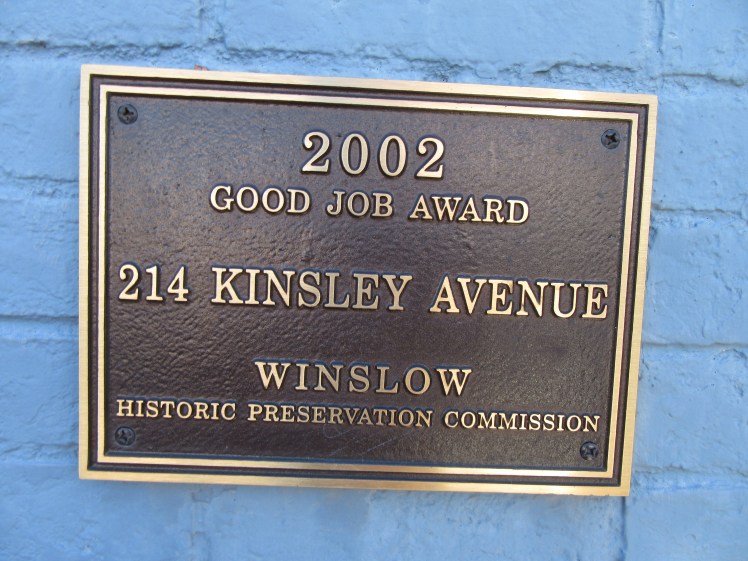 2002
GOOD JOB AWARD
214 KINSLEY AVENUE
WINSLOW
HISTORIC PRESERVATION COMMISSION